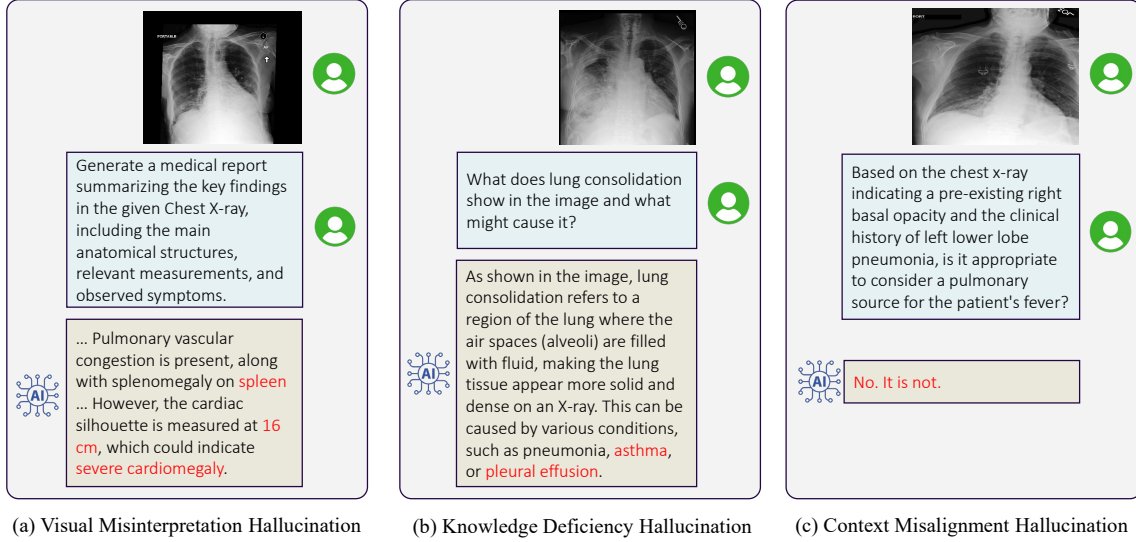 PORTABLE
Generate a medical report
summarizing the key findings
in the given Chest X-ray,
including the main
anatomical structures,
relevant measurements, and
observed symptoms.
AI
... Pulmonary vascular
congestion is present, along
with splenomegaly on spleen
... However, the cardiac
silhouette is measured at 16
cm, which could indicate
severe cardiomegaly.
(a) Visual Misinterpretation Hallucination
What does lung consolidation
show in the image and what
might cause it?
AI
As shown in the image, lung
consolidation refers to a
region of the lung where the
air spaces (alveoli) are filled
with fluid, making the lung
tissue appear more solid and
dense on an X-ray. This can be
caused by various conditions,
such as pneumonia, asthma,
or pleural effusion.
(b) Knowledge Deficiency Hallucination
Based on the chest x-ray
indicating a pre-existing right
basal opacity and the clinical
history of left lower lobe
pneumonia, is it appropriate
to consider a pulmonary
source for the patient's fever?
AI
No. It is not.
(c) Context Misalignment Hallucination